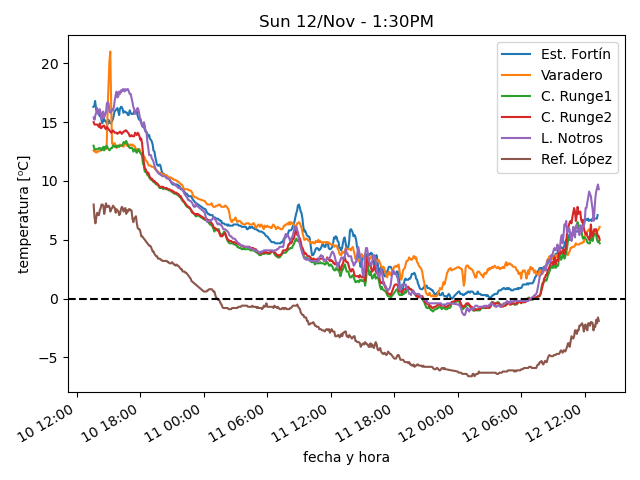 Sun 12/Nov - 1:30PM
temperatura [ºC]
20
15
10
5
0
−5
Est. Fortín
Varadero
C. Runge1
C. Runge2
L. Notros
Ref. López
10 12:00
10 18:00
11 00:00
11 06:00
11 12:00
11 18:00
12 00:00
12 06:00
12 12:00
fecha y hora